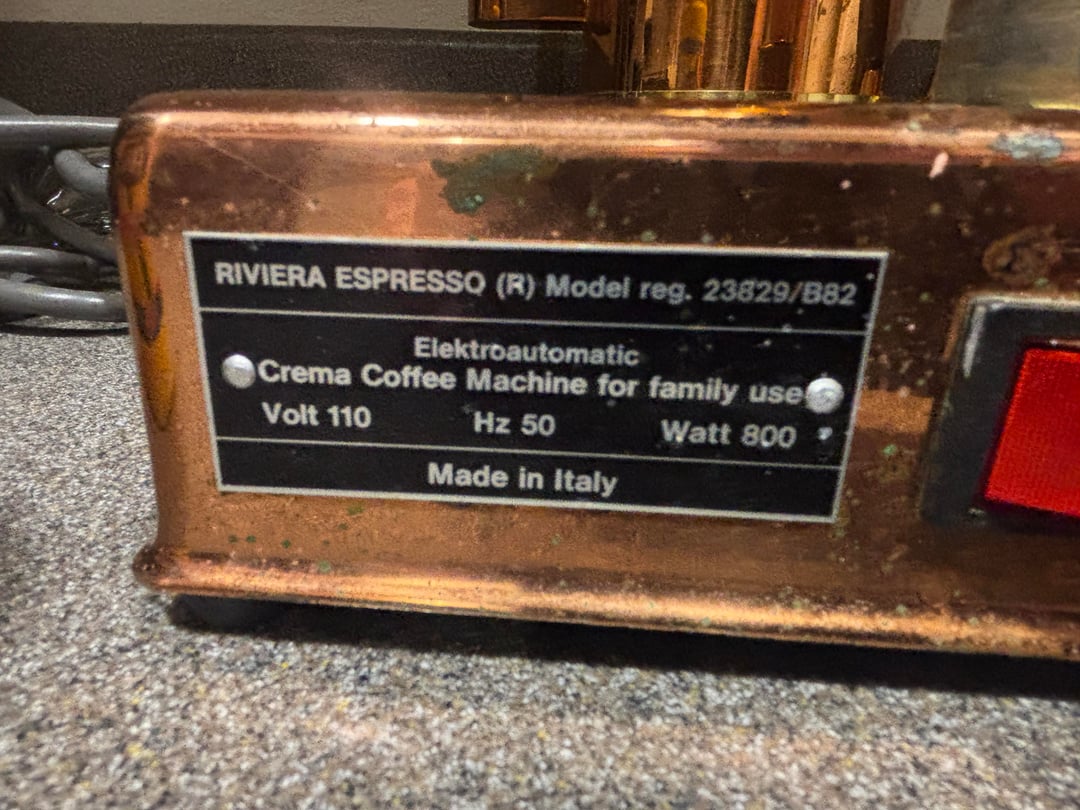 RIVIERA ESPRESSO (R) Model reg. 23829/B82
Elektroautomatic
Crema Coffee Machine for family use
Volt 110 Hz 50 Watt 800
Made in Italy